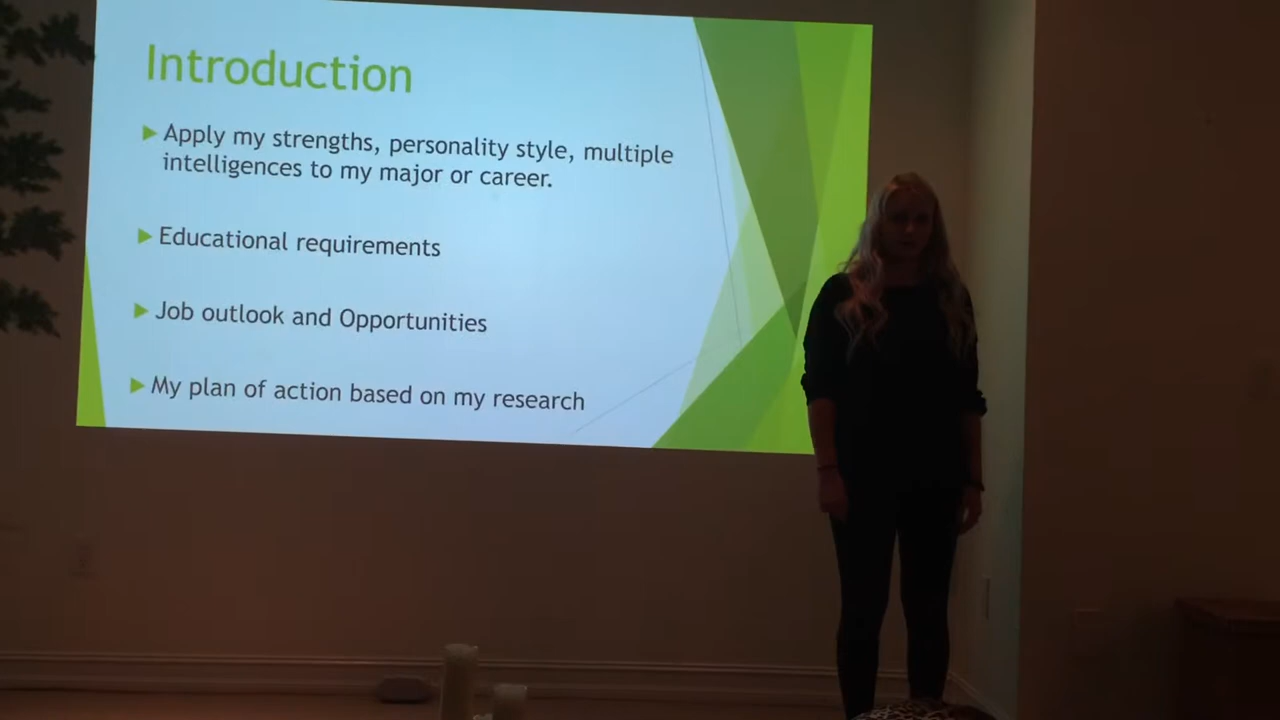 Introduction
Apply my strengths, personality style, multiple
intelligences to my major or career.
Educational requirements
Job outlook and Opportunities
My plan of action based on my research